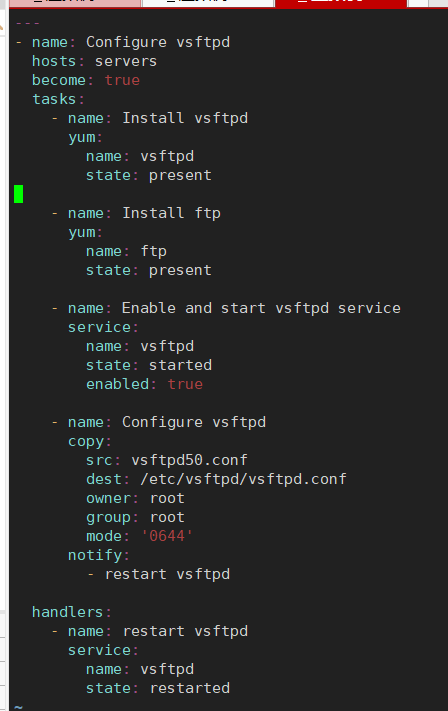 ---
- name: Configure vsftpd
  hosts: servers
  become: true
  tasks:
    - name: Install vsftpd
      yum:
        name: vsftpd
        state: present

    - name: Install ftp
      yum:
        name: ftp
        state: present

    - name: Enable and start vsftpd service
      service:
        name: vsftpd
        state: started
        enabled: true

    - name: Configure vsftpd
      copy:
        src: vsftpd50.conf
        dest: /etc/vsftpd/vsftpd.conf
        owner: root
        group: root
        mode: '0644'
      notify:
        - restart vsftpd

  handlers:
    - name: restart vsftpd
      service:
        name: vsftpd
        state: restarted
~